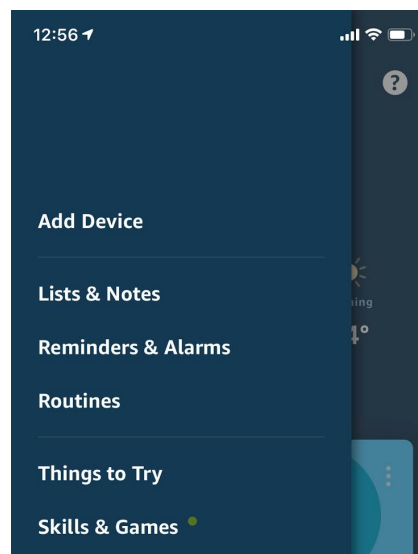 12:56
?
Add Device
Lists & Notes
Reminders & Alarms
Routines
Things to Try
Skills & Games